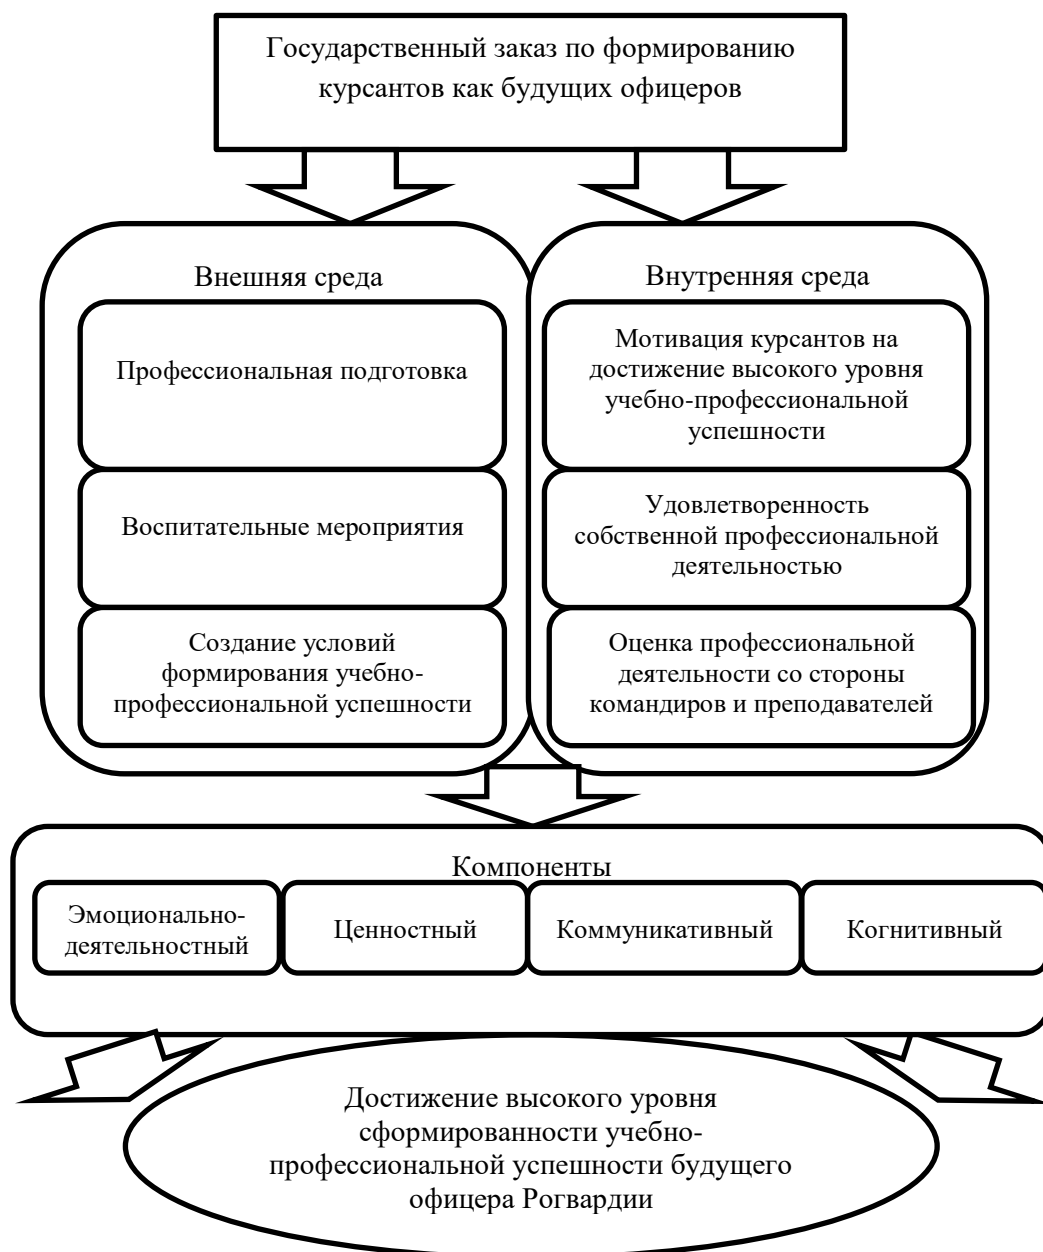 Государственный заказ по формированию
курсантов как будущих офицеров
Внешняя среда
Профессиональная подготовка
Воспитательные мероприятия
Создание условий
формирования учебно-
профессиональной успешности
Внутренняя среда
Мотивация курсантов на
достижение высокого уровня
учебно-профессиональной
успешности
Удовлетворенность
собственной профессиональной
деятельностью
Оценка профессиональной
деятельности со стороны
командиров и преподавателей
Компоненты
Эмоционально-
деятельностный
Ценностный
Коммуникативный
Когнитивный
Достижение высокого уровня
сформированности учебно-
профессиональной успешности будущего
офицера Рогвардии